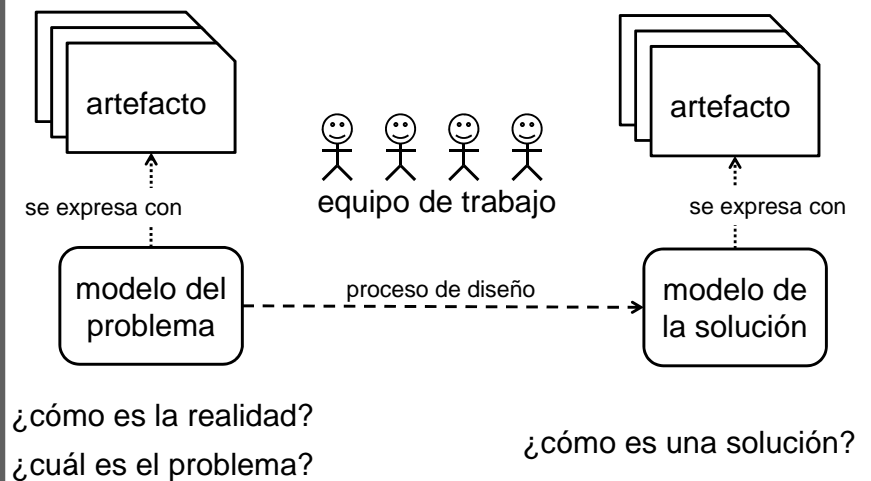 artefacto
artefacto
equipo de trabajo
se expresa con
se expresa con
modelo del
problema
proceso de diseño
modelo de
la solución
¿cómo es la realidad?
¿cuál es el problema?
¿cómo es una solución?